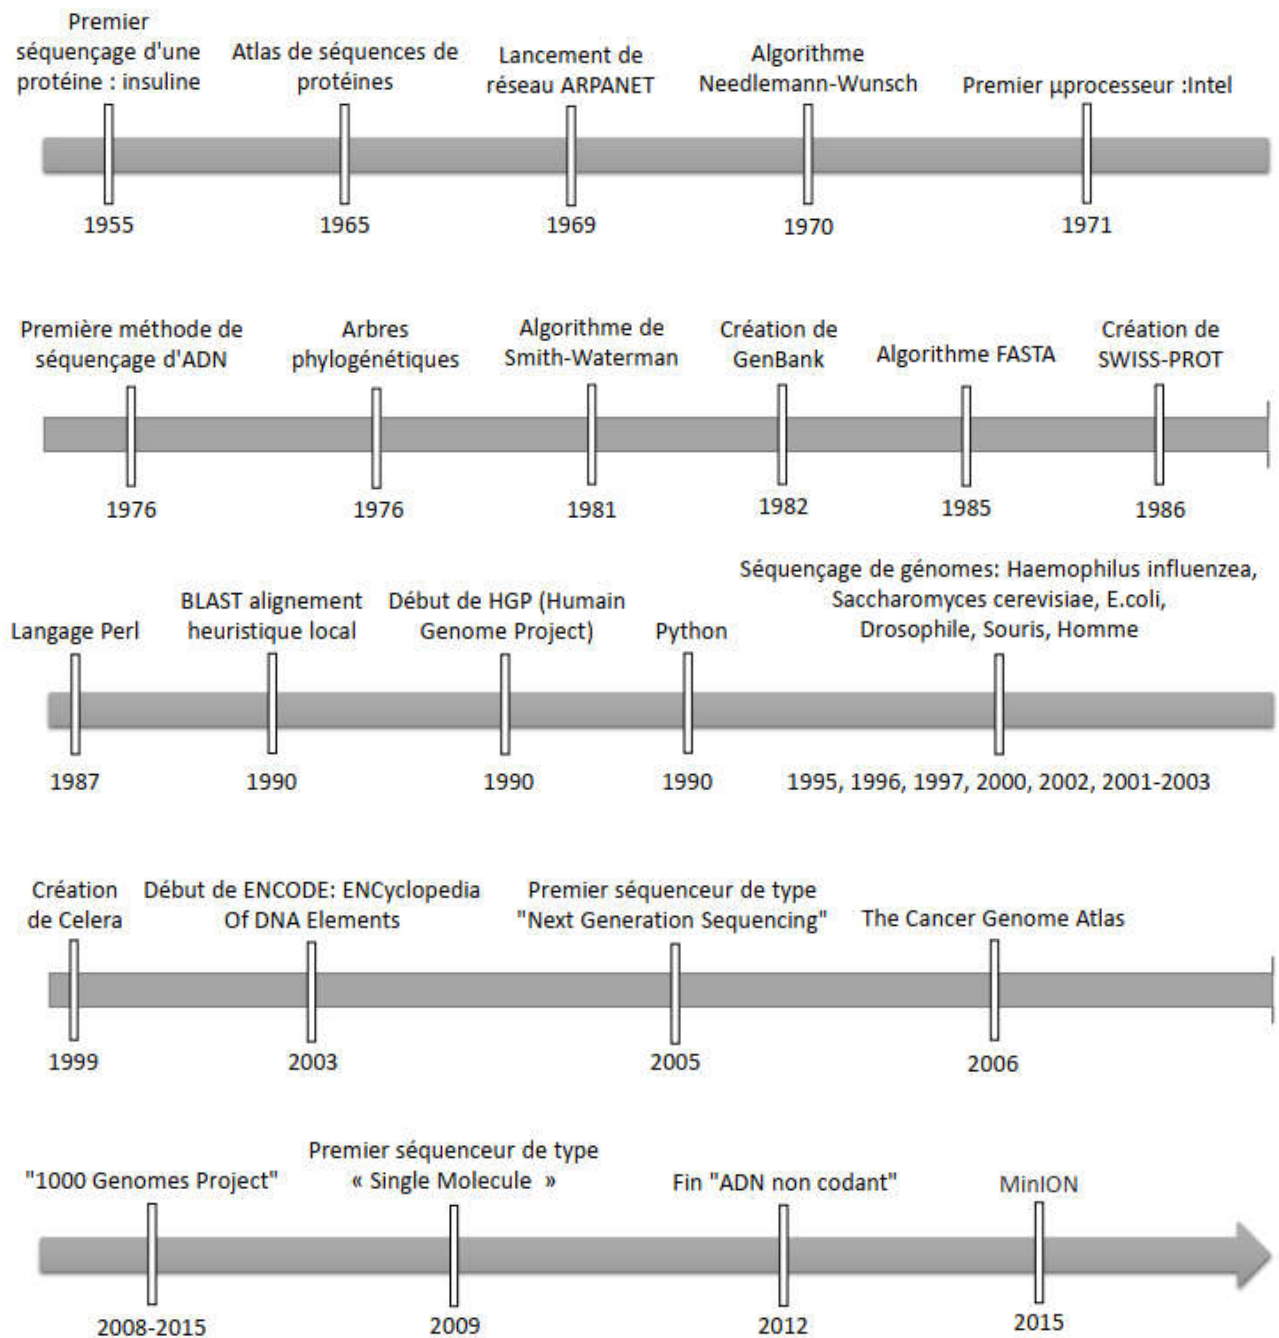 Premier
séquençage d'une
protéine : insuline
Atlas de séquences de
protéines
Lancement de
réseau ARPANET
Algorithme
Needlemann-Wunsch
Premier µprocesseur :Intel
1955
1965
1969
1970
1971
Première méthode de
séquençage d'ADN
Arbres
phylogénétiques
Algorithme de
Smith-Waterman
Création de
GenBank
Algorithme FASTA
Création de
SWISS-PROT
1976
1976
1981
1982
1985
1986
Langage Perl
BLAST alignement
heuristique local
Début de HGP (Humain
Genome Project)
Python
Séquençage de génomes: Haemophilus influenzea,
Saccharomyces cerevisiae, E.coli,
Drosophile, Souris, Homme
1987
1990
1990
1990
1995, 1996, 1997, 2000, 2002, 2001-2003
Création
de Celera
Début de ENCODE: ENCyclopedia
Of DNA Elements
Premier séquenceur de type
"Next Generation Sequencing"
The Cancer Genome Atlas
1999
2003
2005
2006
"1000 Genomes Project"
Premier séquenceur de type
« Single Molecule »
Fin "ADN non codant"
MinION
2008-2015
2009
2012
2015